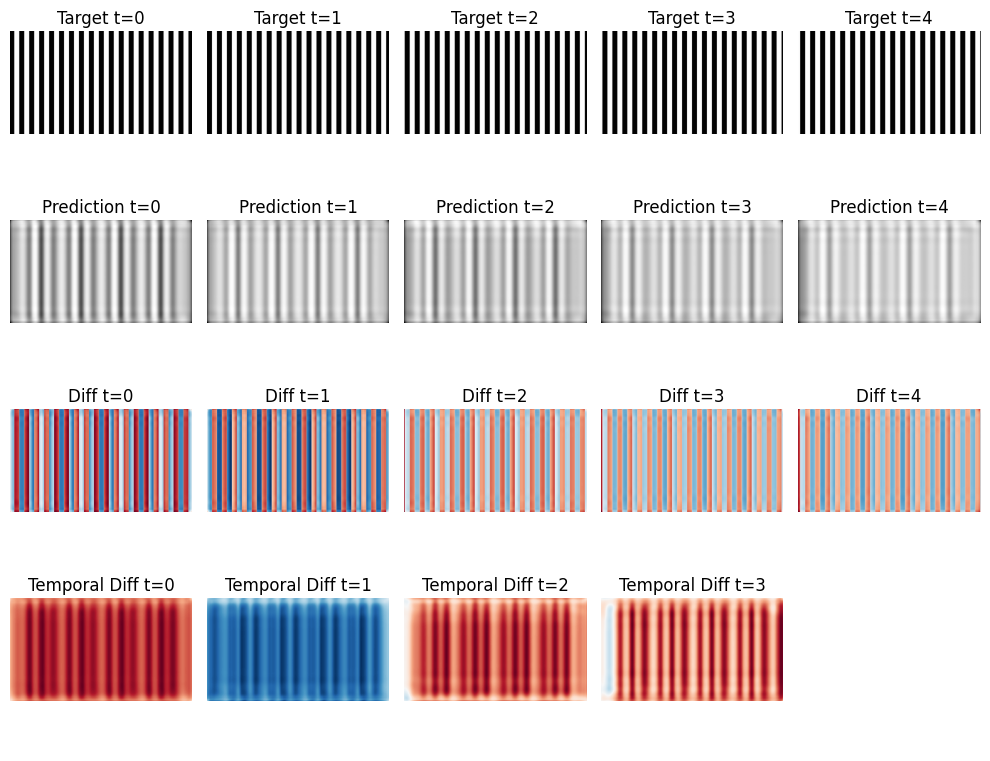 Target t=0 Target t=1 Target t=2 Target t=3 Target t=4
Prediction t=0 Prediction t=1 Prediction t=2 Prediction t=3 Prediction t=4
Diff t=0 Diff t=1 Diff t=2 Diff t=3 Diff t=4
Temporal Diff t=0 Temporal Diff t=1 Temporal Diff t=2 Temporal Diff t=3